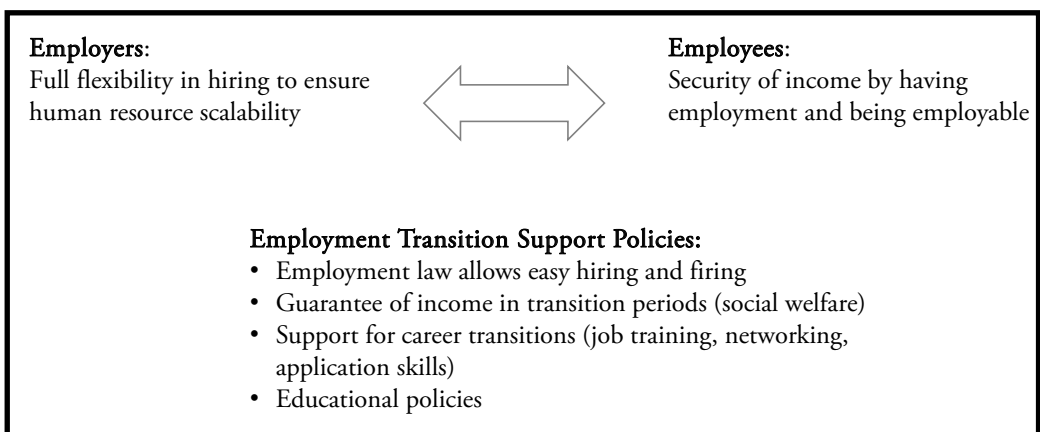 Employers:
Full flexibility in hiring to ensure
human resource scalability
Employees:
Security of income by having
employment and being employable
Employment Transition Support Policies:
• Employment law allows easy hiring and firing
• Guarantee of income in transition periods (social welfare)
• Support for career transitions (job training, networking,
application skills)
• Educational policies